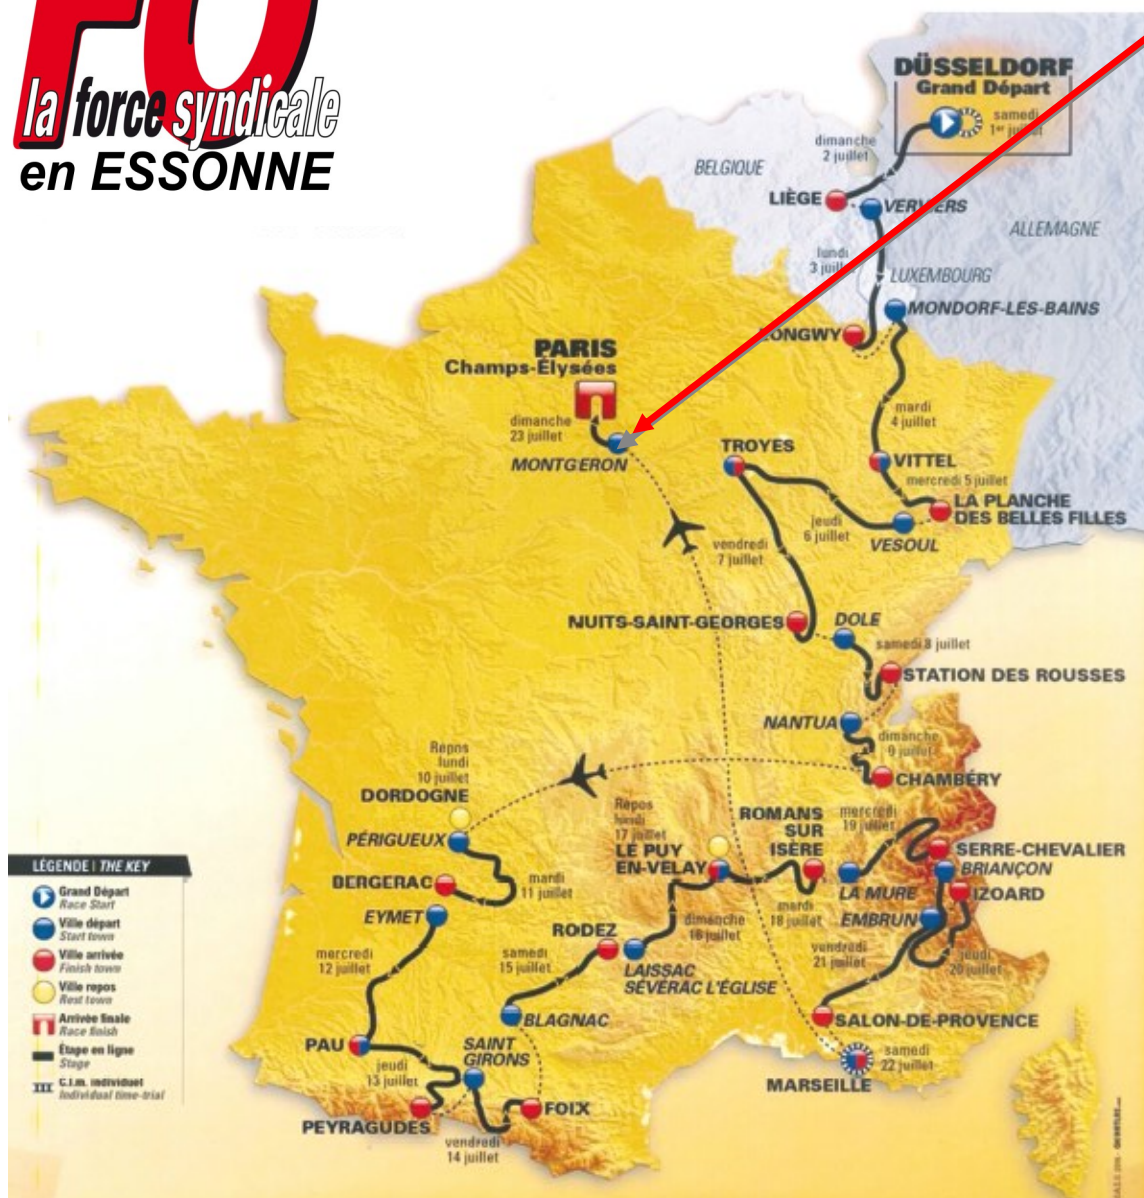 FO
la force syndicale
en ESSONNE
DÜSSELDORF
Grand Départ
samedi
1er juillet
dimanche
2 juillet
BELGIQUE
LIÈGE
VERVIERS
ALLEMAGNE
lundi
3 juillet
LUXEMBOURG
MONDORF-LES-BAINS
LONGWY
PARIS
Champs-Élysées
dimanche
23 juillet
MONTGERON
mardi
4 juillet
TROYES
VITTEL
mercredi 5 juillet
LA PLANCHE
DES BELLES FILLES
jeudi
6 juillet
VESOUL
vendredi
7 juillet
NUITS-SAINT-GEORGES
DOLE
samedi 8 juillet
STATION DES ROUSSES
NANTUA
dimanche
9 juillet
CHAMBÉRY
Repos
lundi
10 juillet
DORDOGNE
PÉRIGUEUX
BERGERAC
mardi
11 juillet
EYMET
Repos
lundi
17 juillet
LE PUY
EN-VELAY
ROMANS
SUR
ISÈRE
mercredi
19 juillet
SERRE-CHEVALIER
BRIANÇON
IZOARD
LA MURE
EMBRUN
mardi
18 juillet
dimanche
16 juillet
RODEZ
LAISSAC
SÉVÉRAC L'ÉGLISE
samedi
15 juillet
mercredi
12 juillet
BLAGNAC
vendredi
21 juillet
jeudi
20 juillet
SALON-DE-PROVENCE
samedi
22 juillet
MARSEILLE
PAU
SAINT
GIRONS
jeudi
13 juillet
PEYRAGUDES
FOIX
vendredi
14 juillet
LÉGENDE | THE KEY
Grand Départ
Race Start
Ville départ
Start town
Ville arrivée
Finish town
Ville repos
Rest town
Arrivée finale
Race finish
Étape en ligne
Stage
C.l.m. individuel
Individual time-trial